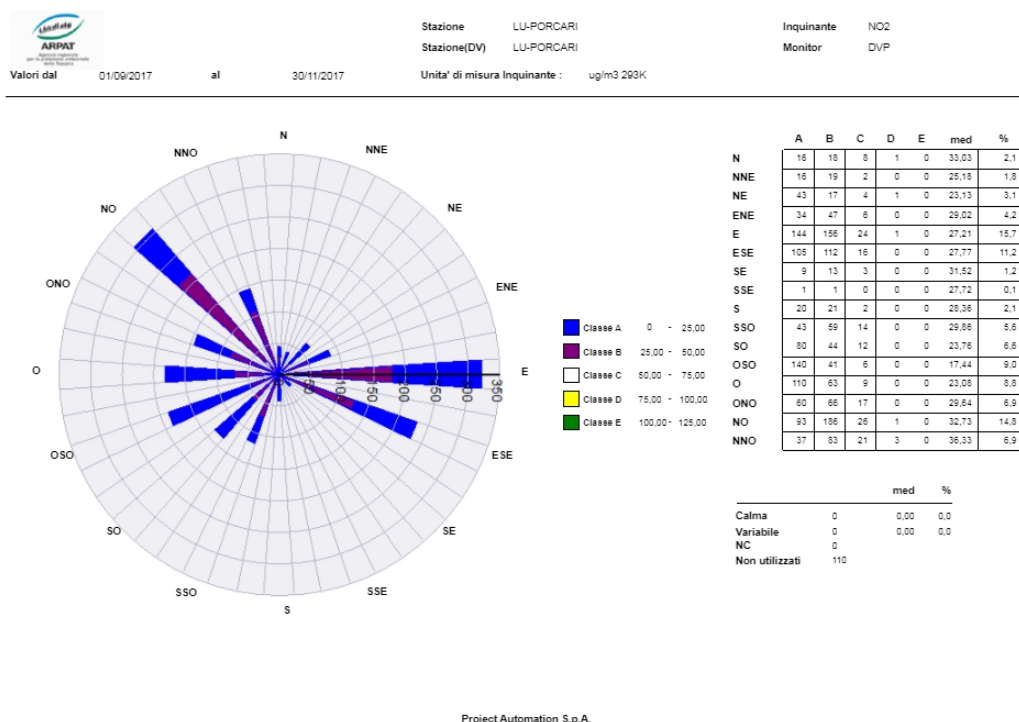 ARPAT
Agenzia regionale
per la protezione ambientale
della Toscana
Stazione LU-PORCARI Inquinante NO2
Stazione(DV) LU-PORCARI Monitor DVP
Valori dal 01/09/2017 al 30/11/2017 Unita' di misura Inquinante : ug/m3 293K
N
NNE
NE
ENE
E
ESE
SE
SSE
S
SSO
SO
OSO
O
ONO
NO
NNO
0 50 100 150 200 250 300 350
Classe A 0 - 25,00
Classe B 25,00 - 50,00
Classe C 50,00 - 75,00
Classe D 75,00 - 100,00
Classe E 100,00 - 125,00
A B C D E med %
N 16 18 8 1 0 33,03 2,1
NNE 16 19 2 0 0 25,18 1,8
NE 43 17 4 1 0 23,13 3,1
ENE 34 47 6 0 0 29,02 4,2
E 144 156 24 1 0 27,21 15,7
ESE 105 112 16 0 0 27,77 11,2
SE 9 13 3 0 0 31,52 1,2
SSE 1 1 0 0 0 27,72 0,1
S 20 21 2 0 0 28,36 2,1
SSO 43 59 14 0 0 29,86 5,6
SO 80 44 12 0 0 23,76 6,6
OSO 140 41 6 0 0 17,44 9,0
O 110 63 9 0 0 23,08 8,8
ONO 60 66 17 0 0 29,64 6,9
NO 93 186 26 1 0 32,73 14,8
NNO 37 83 21 3 0 36,33 6,9
med %
Calma 0 0,00 0,0
Variabile 0 0,00 0,0
NC 0
Non utilizzati 110
Project Automation S.p.A.